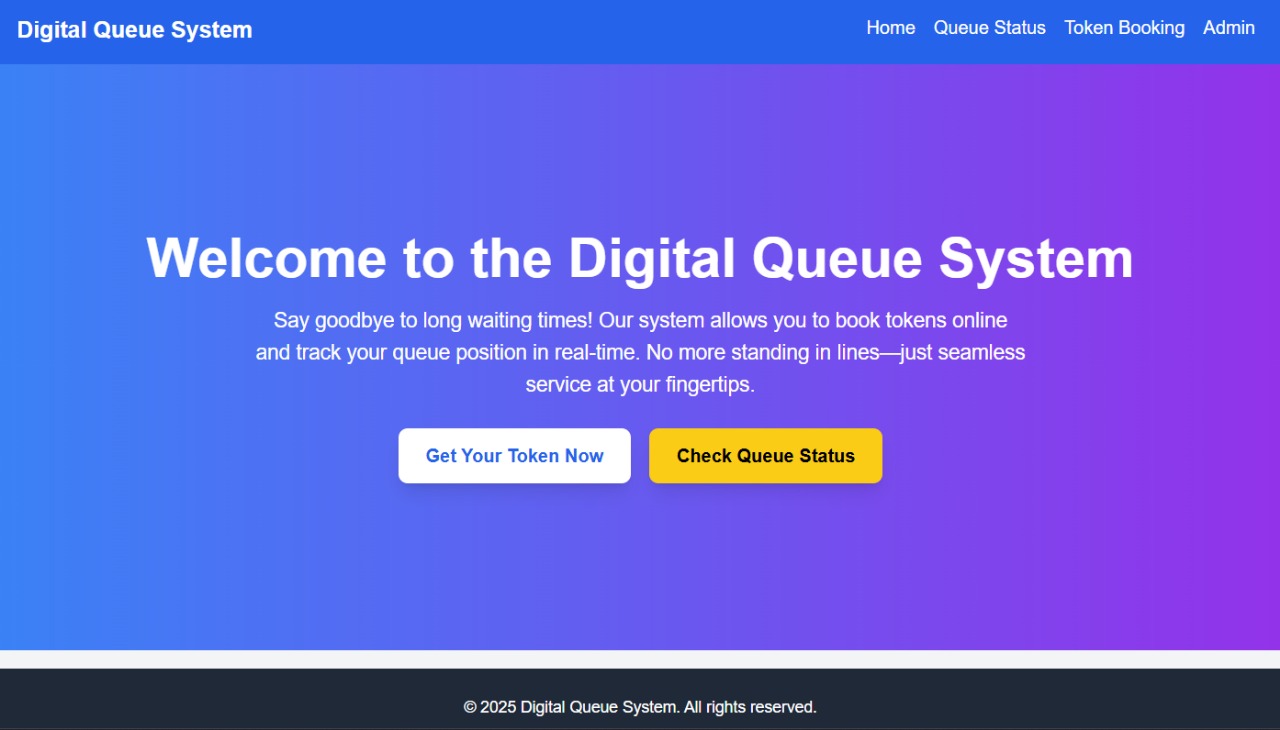 Digital Queue System
Home Queue Status Token Booking Admin
Welcome to the Digital Queue System
Say goodbye to long waiting times! Our system allows you to book tokens online
and track your queue position in real-time. No more standing in lines—just seamless
service at your fingertips.
Get Your Token Now
Check Queue Status
© 2025 Digital Queue System. All rights reserved.